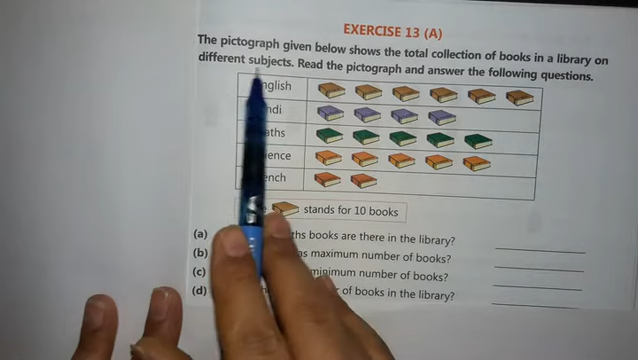 EXERCISE 13 (A)
The pictograph given below shows the total collection of books in a library on
different subjects. Read the pictograph and answer the following questions.
nglish
ndi
aths
ence
ench
stands for 10 books
(a) ths books are there in the library?
(b) as maximum number of books?
(c) minimum number of books?
(d) of books in the library?